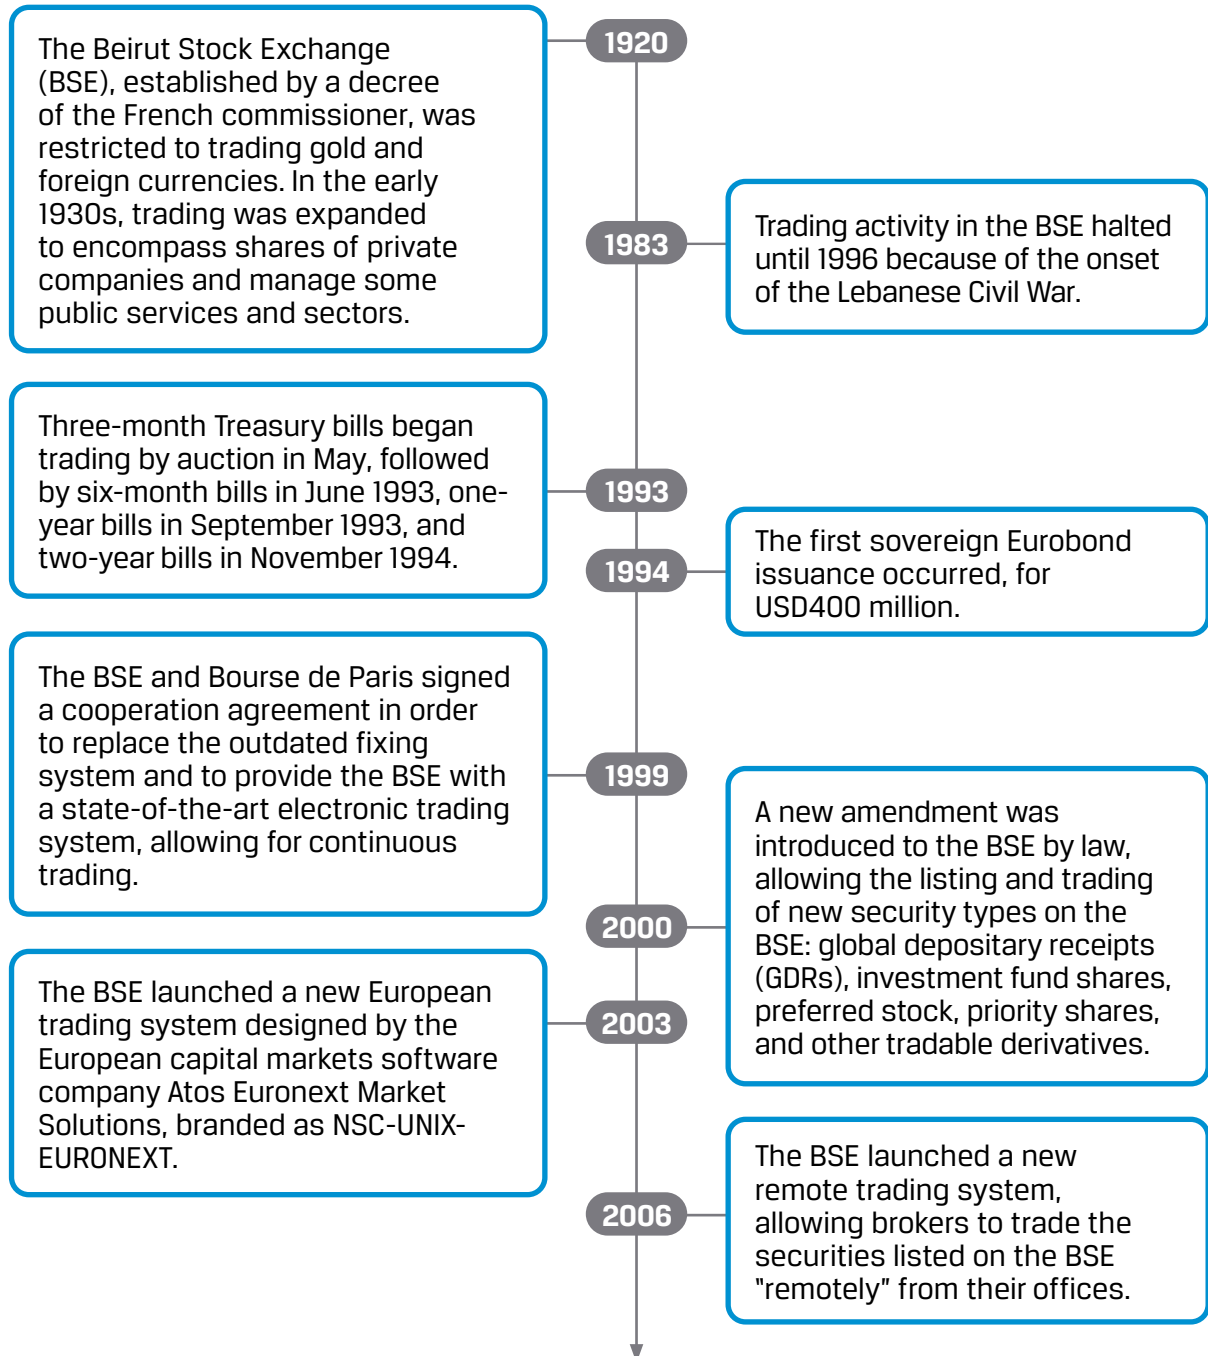 1920
The Beirut Stock Exchange
(BSE), established by a decree
of the French commissioner, was
restricted to trading gold and
foreign currencies. In the early
1930s, trading was expanded
to encompass shares of private
companies and manage some
public services and sectors.
1983
Trading activity in the BSE halted
until 1996 because of the onset
of the Lebanese Civil War.
1993
Three-month Treasury bills began
trading by auction in May, followed
by six-month bills in June 1993, one-
year bills in September 1993, and
two-year bills in November 1994.
1994
The first sovereign Eurobond
issuance occurred, for
USD400 million.
1999
The BSE and Bourse de Paris signed
a cooperation agreement in order
to replace the outdated fixing
system and to provide the BSE with
a state-of-the-art electronic trading
system, allowing for continuous
trading.
2000
A new amendment was
introduced to the BSE by law,
allowing the listing and trading
of new security types on the
BSE: global depositary receipts
(GDRs), investment fund shares,
preferred stock, priority shares,
and other tradable derivatives.
2003
The BSE launched a new European
trading system designed by the
European capital markets software
company Atos Euronext Market
Solutions, branded as NSC-UNIX-
EURONEXT.
2006
The BSE launched a new
remote trading system,
allowing brokers to trade the
securities listed on the BSE
"remotely" from their offices.